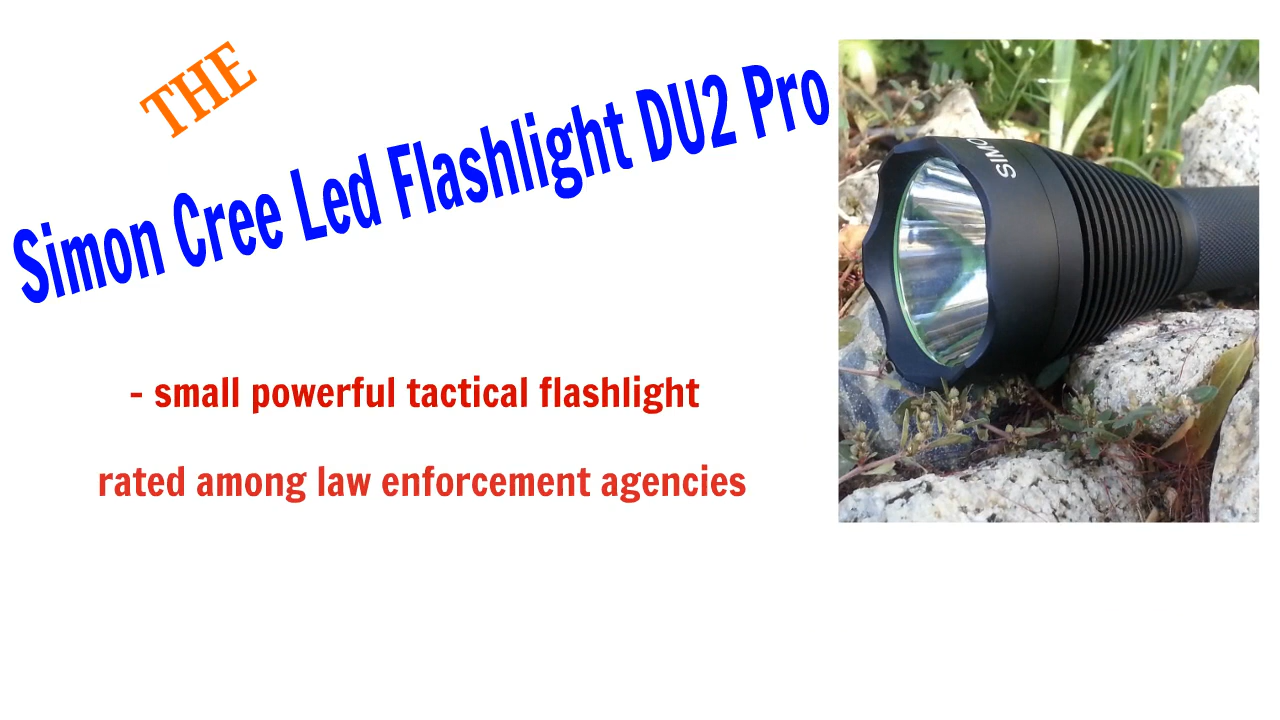 THE
Simon Cree Led Flashlight DU2 Pro
- small powerful tactical flashlight
rated among law enforcement agencies
SIMO